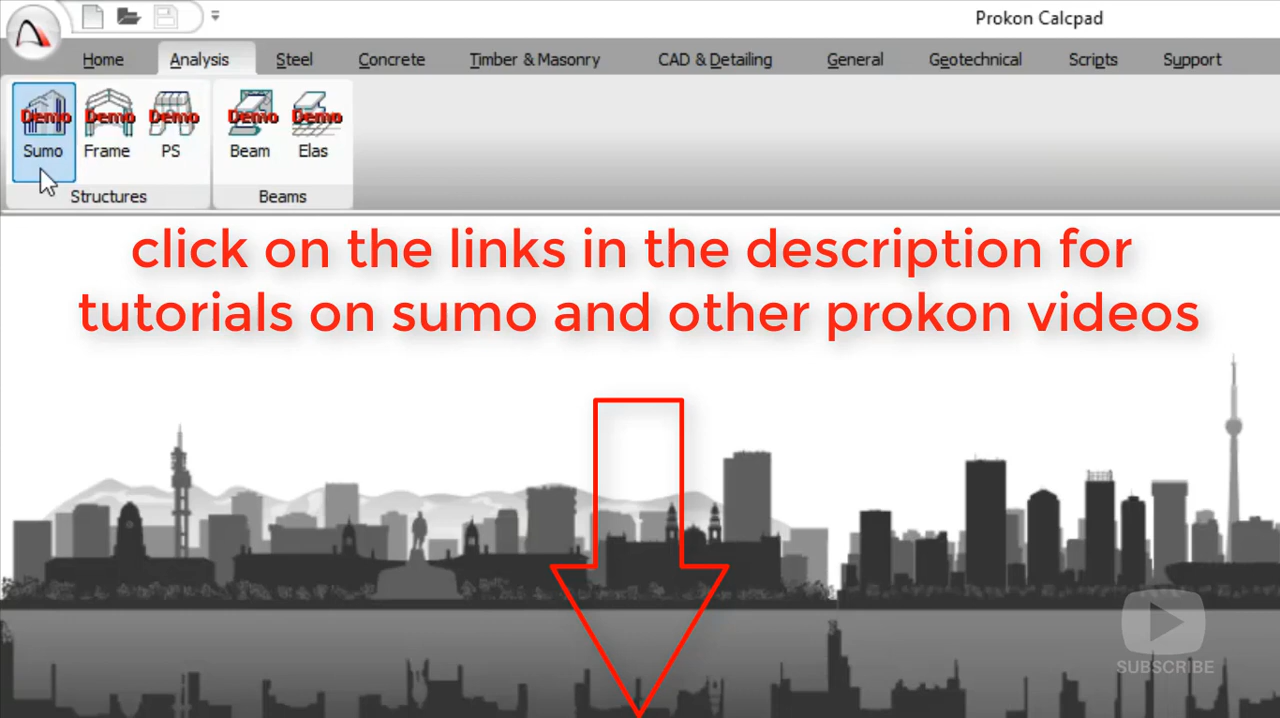 Prokon Calcpad
Home Analysis Steel Concrete Timber & Masonry CAD & Detailing General Geotechnical Scripts Support
Demo Demo Demo Demo Demo
Sumo Frame PS Beam Elas
Structures Beams
click on the links in the description for
tutorials on sumo and other prokon videos
SUBSCRIBE